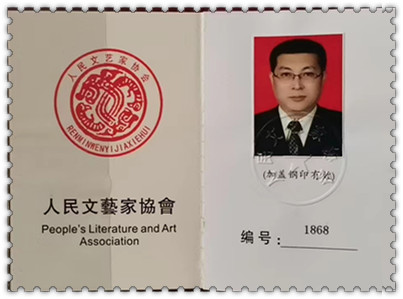 人民文艺家协会
RENMINWENYIJIAXIEHUI
人民文藝家協會
People's Literature and Art
Association
(加盖钢印有效)
编号: 1868